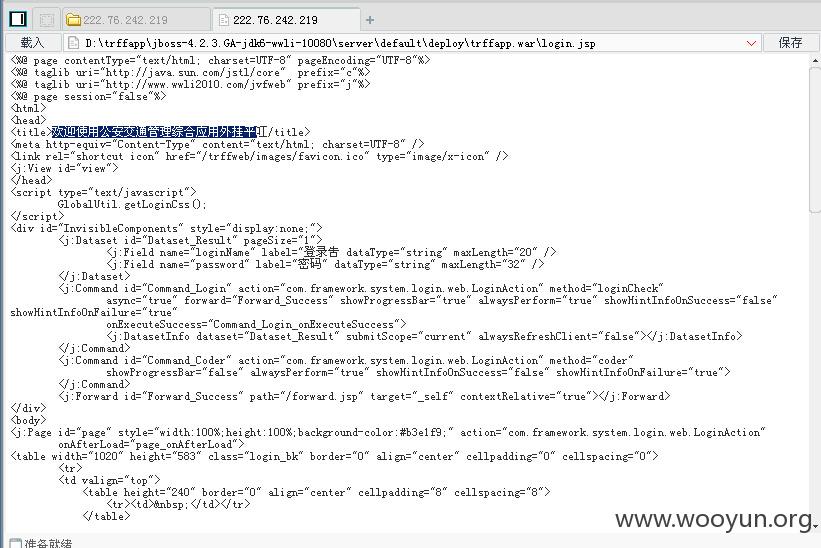 222.76.242.219
222.76.242.219
+
载入
D:\trffapp\jboss-4.2.3.GA-jdk6-wwli-10080\server\default\deploy\trffapp.war\login.jsp
保存
<%@ page contentType="text/html; charset=UTF-8" pageEncoding="UTF-8"%>
<%@ taglib uri="http://java.sun.com/jstl/core"  prefix="c"%>
<%@ taglib uri="http://www.wwli2010.com/jvfweb" prefix="j"%>
<%@ page session="false"%>
<html>
<head>
<title>欢迎使用公安交通管理综合应用外挂平/title>
<meta http-equiv="Content-Type" content="text/html; charset=UTF-8" />
<link rel="shortcut icon" href="/trffweb/images/favicon.ico" type="image/x-icon" />
<j:View id="view">
</head>
<script type="text/javascript">
GlobalUtil.getLoginCss();
</script>
<div id="InvisibleComponents" style="display:none;">
<j:Dataset id="Dataset_Result" pageSize="1">
<j:Field name="loginName" label="登录告 dataType="string" maxLength="20" />
<j:Field name="password" label="密码" dataType="string" maxLength="32" />
</j:Dataset>
<j:Command id="Command_Login" action="com.framework.system.login.web.LoginAction" method="loginCheck"
async="true" forward="Forward_Success" showProgressBar="true" alwaysPerform="true" showHintInfoOnSuccess="false"
showHintInfoOnFailure="true"
onExecuteSuccess="Command_Login_onExecuteSuccess">
<j:DatasetInfo dataset="Dataset_Result" submitScope="current" alwaysRefreshClient="false"></j:DatasetInfo>
</j:Command>
<j:Command id="Command_Coder" action="com.framework.system.login.web.LoginAction" method="coder"
showProgressBar="false" alwaysPerform="true" showHintInfoOnSuccess="false" showHintInfoOnFailure="true">
</j:Command>
<j:Forward id="Forward_Success" path="/forward.jsp" target="_self" contextRelative="true"></j:Forward>
</div>
<body>
<j:Page id="page" style="width:100%;height:100%;background-color:#b3e1f9;" action="com.framework.system.login.web.LoginAction"
onAfterLoad="page_onAfterLoad">
<table width="1020" height="583" class="login_bk" border="0" align="center" cellpadding="0" cellspacing="0">
<tr>
<td valign="top">
<table height="240" border="0" align="center" cellpadding="8" cellspacing="8">
<tr><td>&nbsp;</td></tr>
</table>
www.wooyun.org
准备就绪